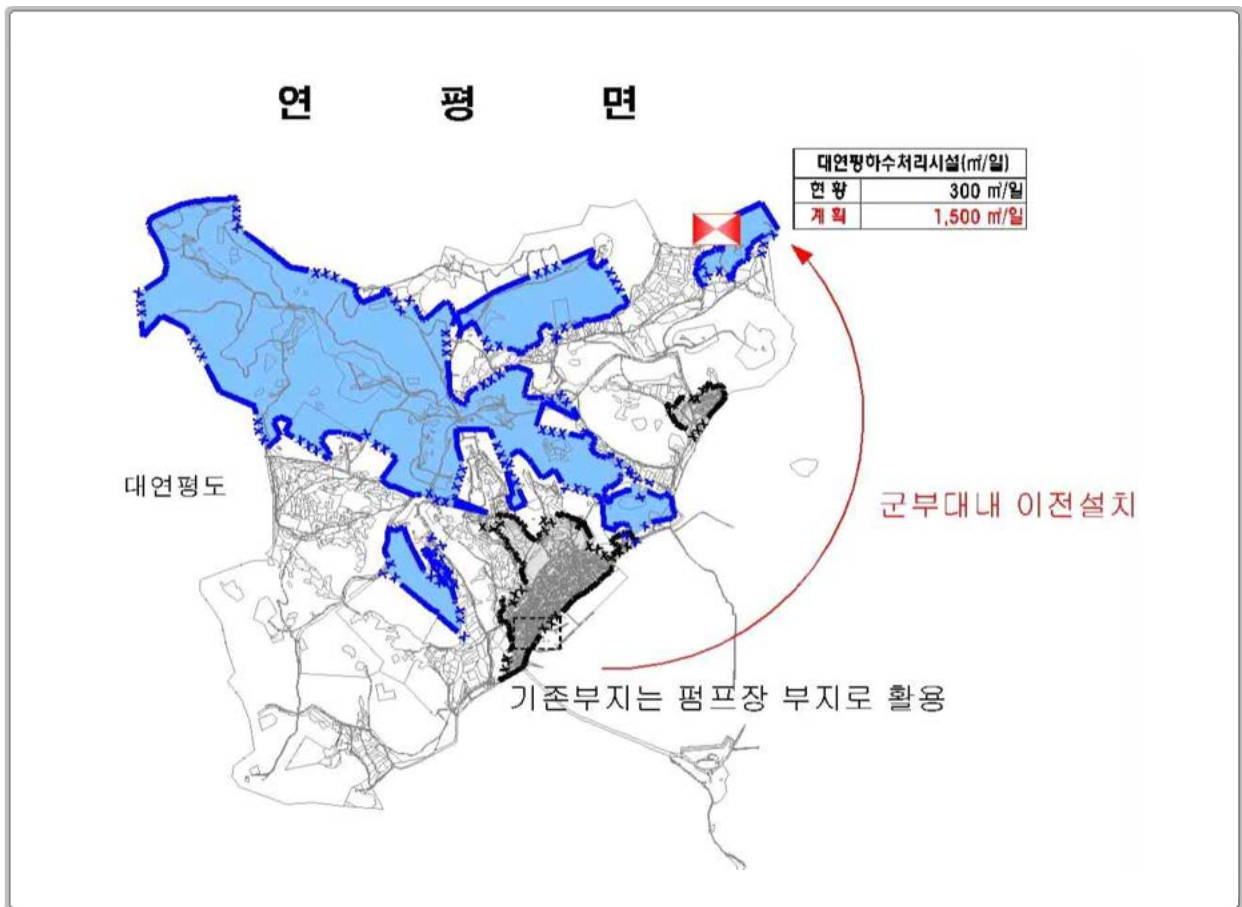 연 평 면
대연평하수처리시설(㎥/일)
현 황 300 ㎥/일
계 획 1,500 ㎥/일
대연평도
군부대내 이전설치
기존부지는 펌프장 부지로 활용